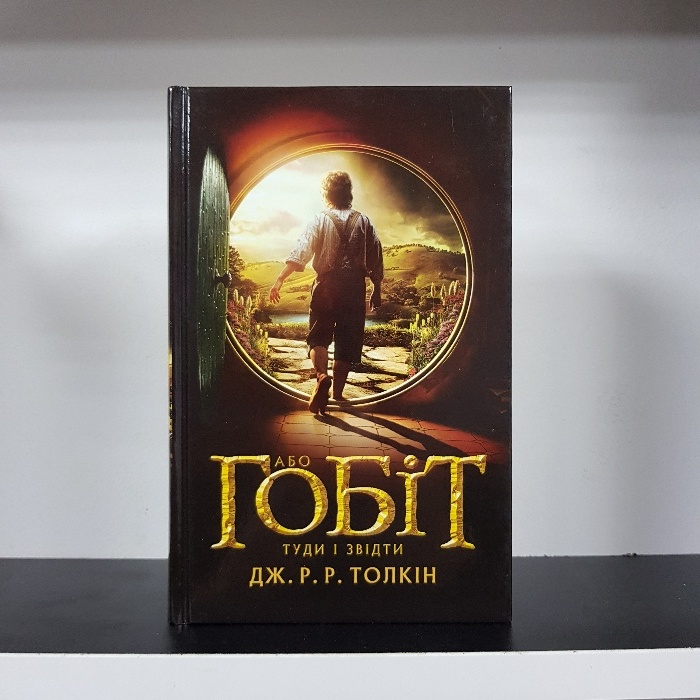 АБО
ГОБІТ
ТУДИ І ЗВІДТИ
ДЖ. Р. Р. ТОЛКІН